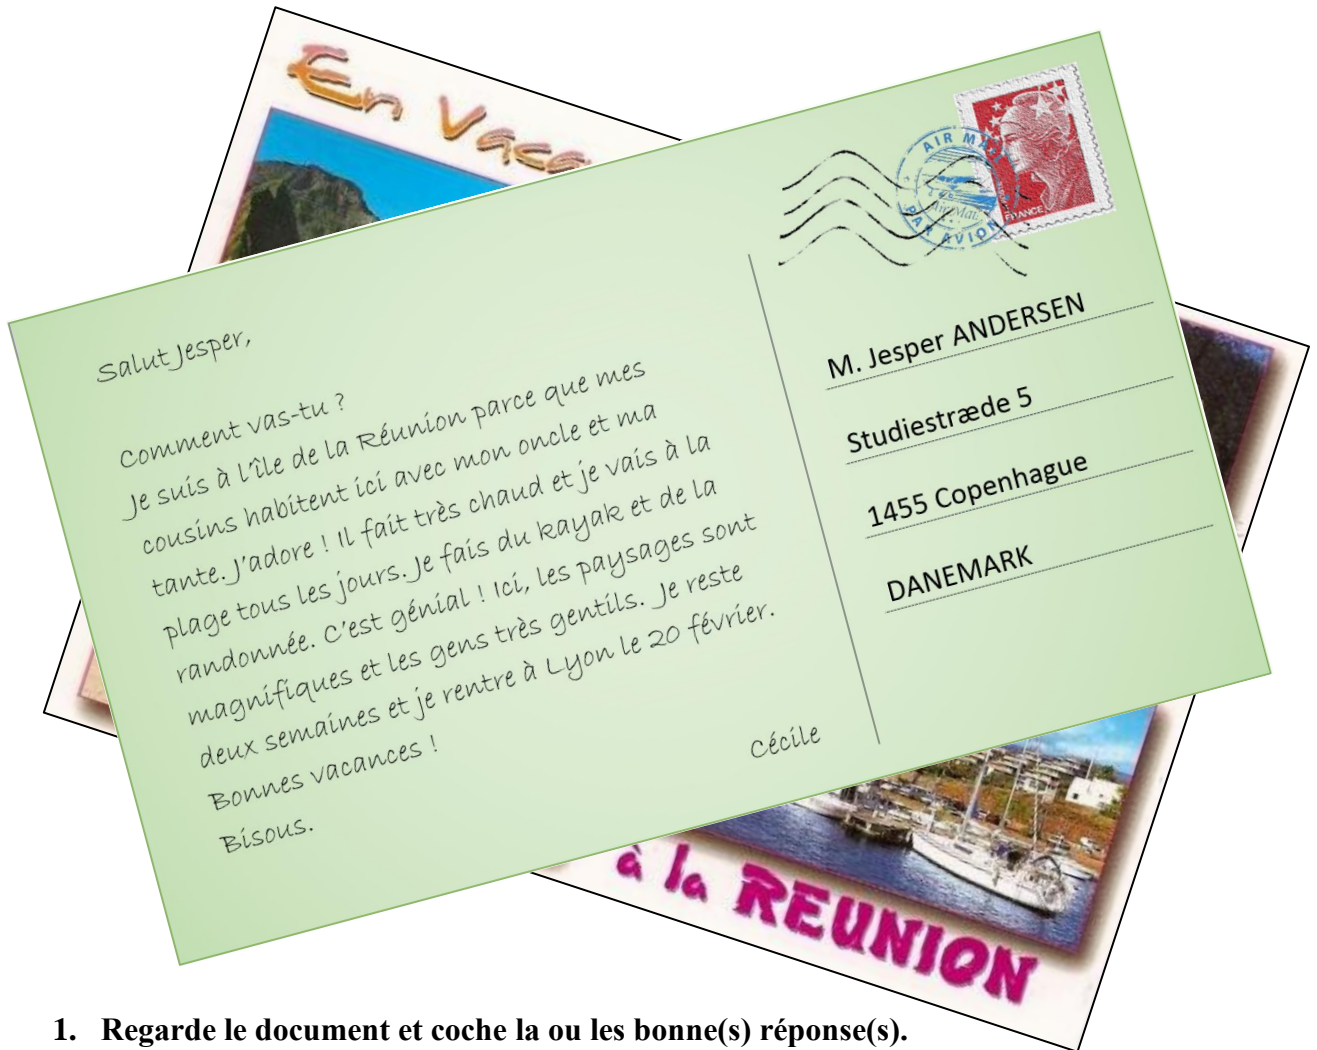 En Vaca
AIR MAIL
Air Mail
PAR AVION
FRANCE
Salut Jesper,
Comment vas-tu ?
Je suis à l'île de la Réunion parce que mes
cousins habitent ici avec mon oncle et ma
tante. J'adore ! Il fait très chaud et je vais à la
plage tous les jours. Je fais du kayak et de la
randonnée. C'est génial ! Ici, les paysages sont
magnifiques et les gens très gentils. Je reste
deux semaines et je rentre à Lyon le 20 février.
Bonnes vacances !
Bisous.
Cécile
M. Jesper ANDERSEN
Studiestræde 5
1455 Copenhague
DANEMARK
à la REUNION
1. Regarde le document et coche la ou les bonne(s) réponse(s).